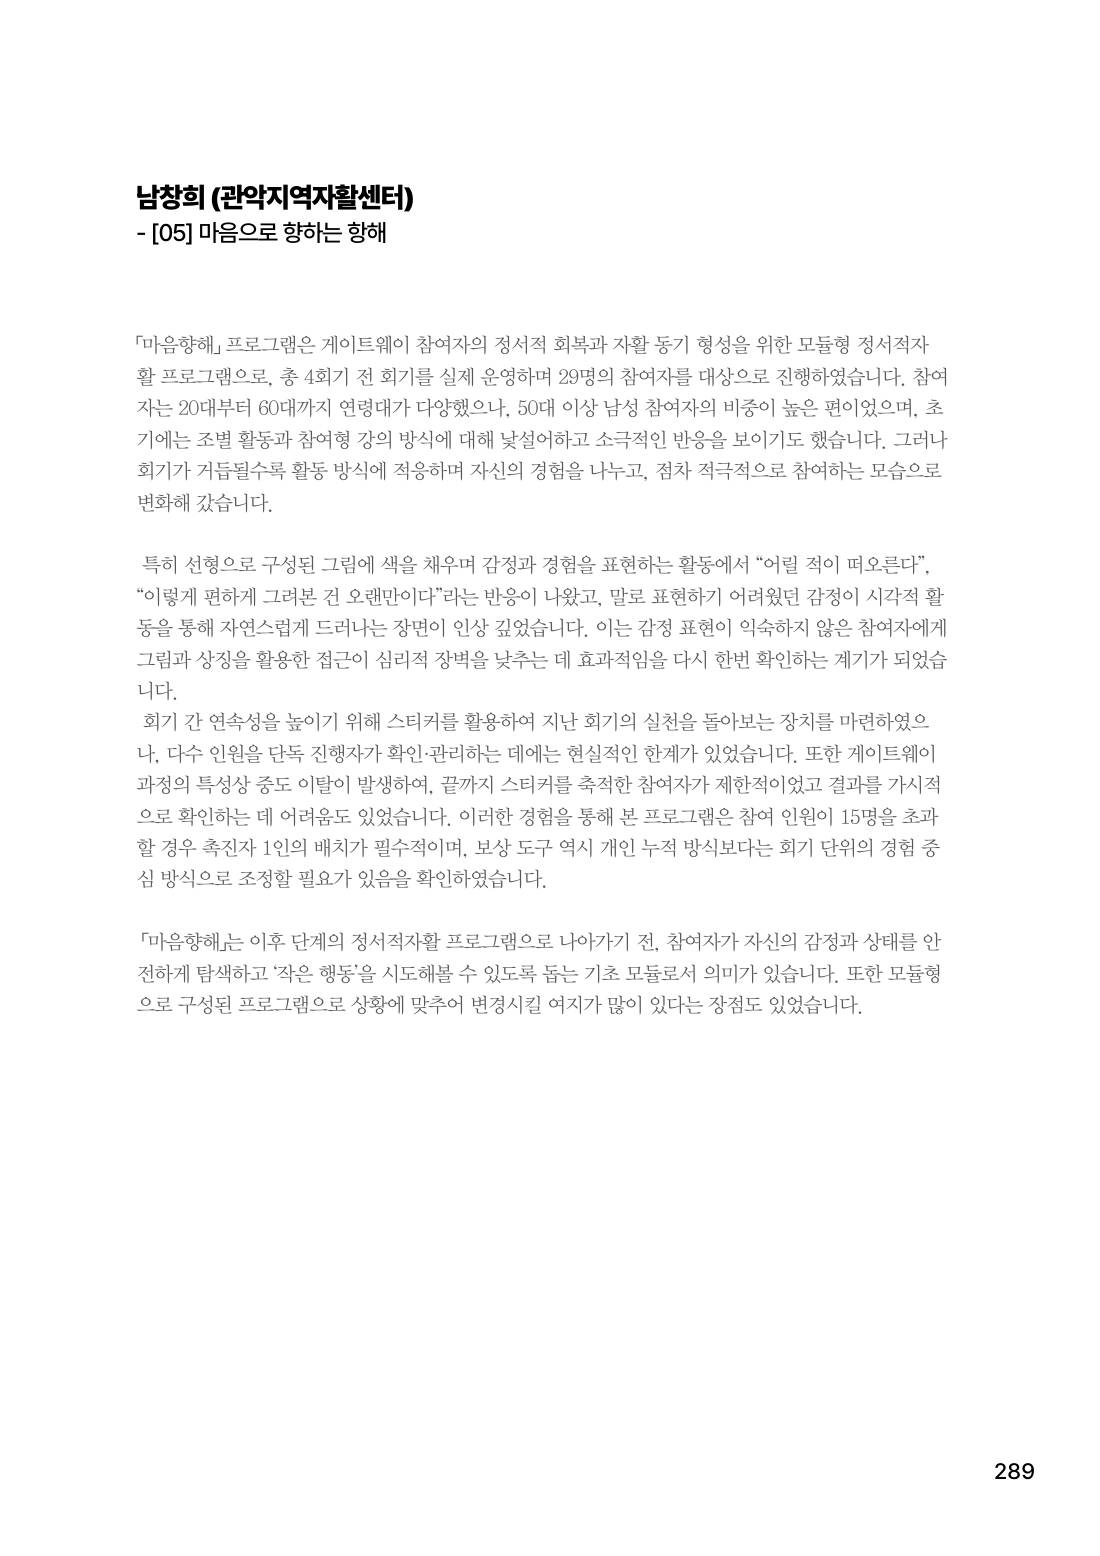 남창희 (관악지역자활센터)
- [05] 마음으로 향하는 항해
「마음향해」 프로그램은 게이트웨이 참여자의 정서적 회복과 자활 동기 형성을 위한 모듈형 정서적자
활 프로그램으로, 총 4회기 전 회기를 실제 운영하며 29명의 참여자를 대상으로 진행하였습니다. 참여
자는 20대부터 60대까지 연령대가 다양했으나, 50대 이상 남성 참여자의 비중이 높은 편이었으며, 초
기에는 조별 활동과 참여형 강의 방식에 대해 낯설어하고 소극적인 반응을 보이기도 했습니다. 그러나
회기가 거듭될수록 활동 방식에 적응하며 자신의 경험을 나누고, 점차 적극적으로 참여하는 모습으로
변화해 갔습니다.
특히 선형으로 구성된 그림에 색을 채우며 감정과 경험을 표현하는 활동에서 “어릴 적이 떠오른다”,
“이렇게 편하게 그려본 건 오랜만이다”라는 반응이 나왔고, 말로 표현하기 어려웠던 감정이 시각적 활
동을 통해 자연스럽게 드러나는 장면이 인상 깊었습니다. 이는 감정 표현이 익숙하지 않은 참여자에게
그림과 상징을 활용한 접근이 심리적 장벽을 낮추는 데 효과적임을 다시 한번 확인하는 계기가 되었습
니다.
회기 간 연속성을 높이기 위해 스티커를 활용하여 지난 회기의 실천을 돌아보는 장치를 마련하였으
나, 다수 인원을 단독 진행자가 확인·관리하는 데에는 현실적인 한계가 있었습니다. 또한 게이트웨이
과정의 특성상 중도 이탈이 발생하여, 끝까지 스티커를 축적한 참여자가 제한적이었고 결과를 가시적
으로 확인하는 데 어려움도 있었습니다. 이러한 경험을 통해 본 프로그램은 참여 인원이 15명을 초과
할 경우 촉진자 1인의 배치가 필수적이며, 보상 도구 역시 개인 누적 방식보다는 회기 단위의 경험 중
심 방식으로 조정할 필요가 있음을 확인하였습니다.
「마음향해」는 이후 단계의 정서적자활 프로그램으로 나아가기 전, 참여자가 자신의 감정과 상태를 안
전하게 탐색하고 ‘작은 행동’을 시도해볼 수 있도록 돕는 기초 모듈로서 의미가 있습니다. 또한 모듈형
으로 구성된 프로그램으로 상황에 맞추어 변경시킬 여지가 많이 있다는 장점도 있었습니다.
289